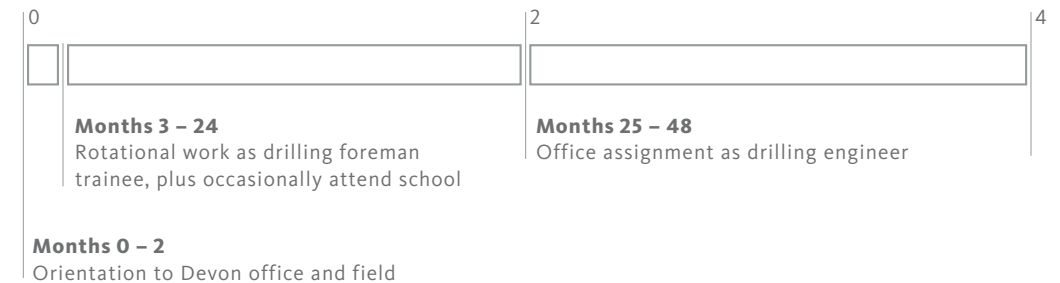 0
2
4
Months 3 – 24
Rotational work as drilling foreman
trainee, plus occasionally attend school
Months 25 – 48
Office assignment as drilling engineer
Months 0 – 2
Orientation to Devon office and field